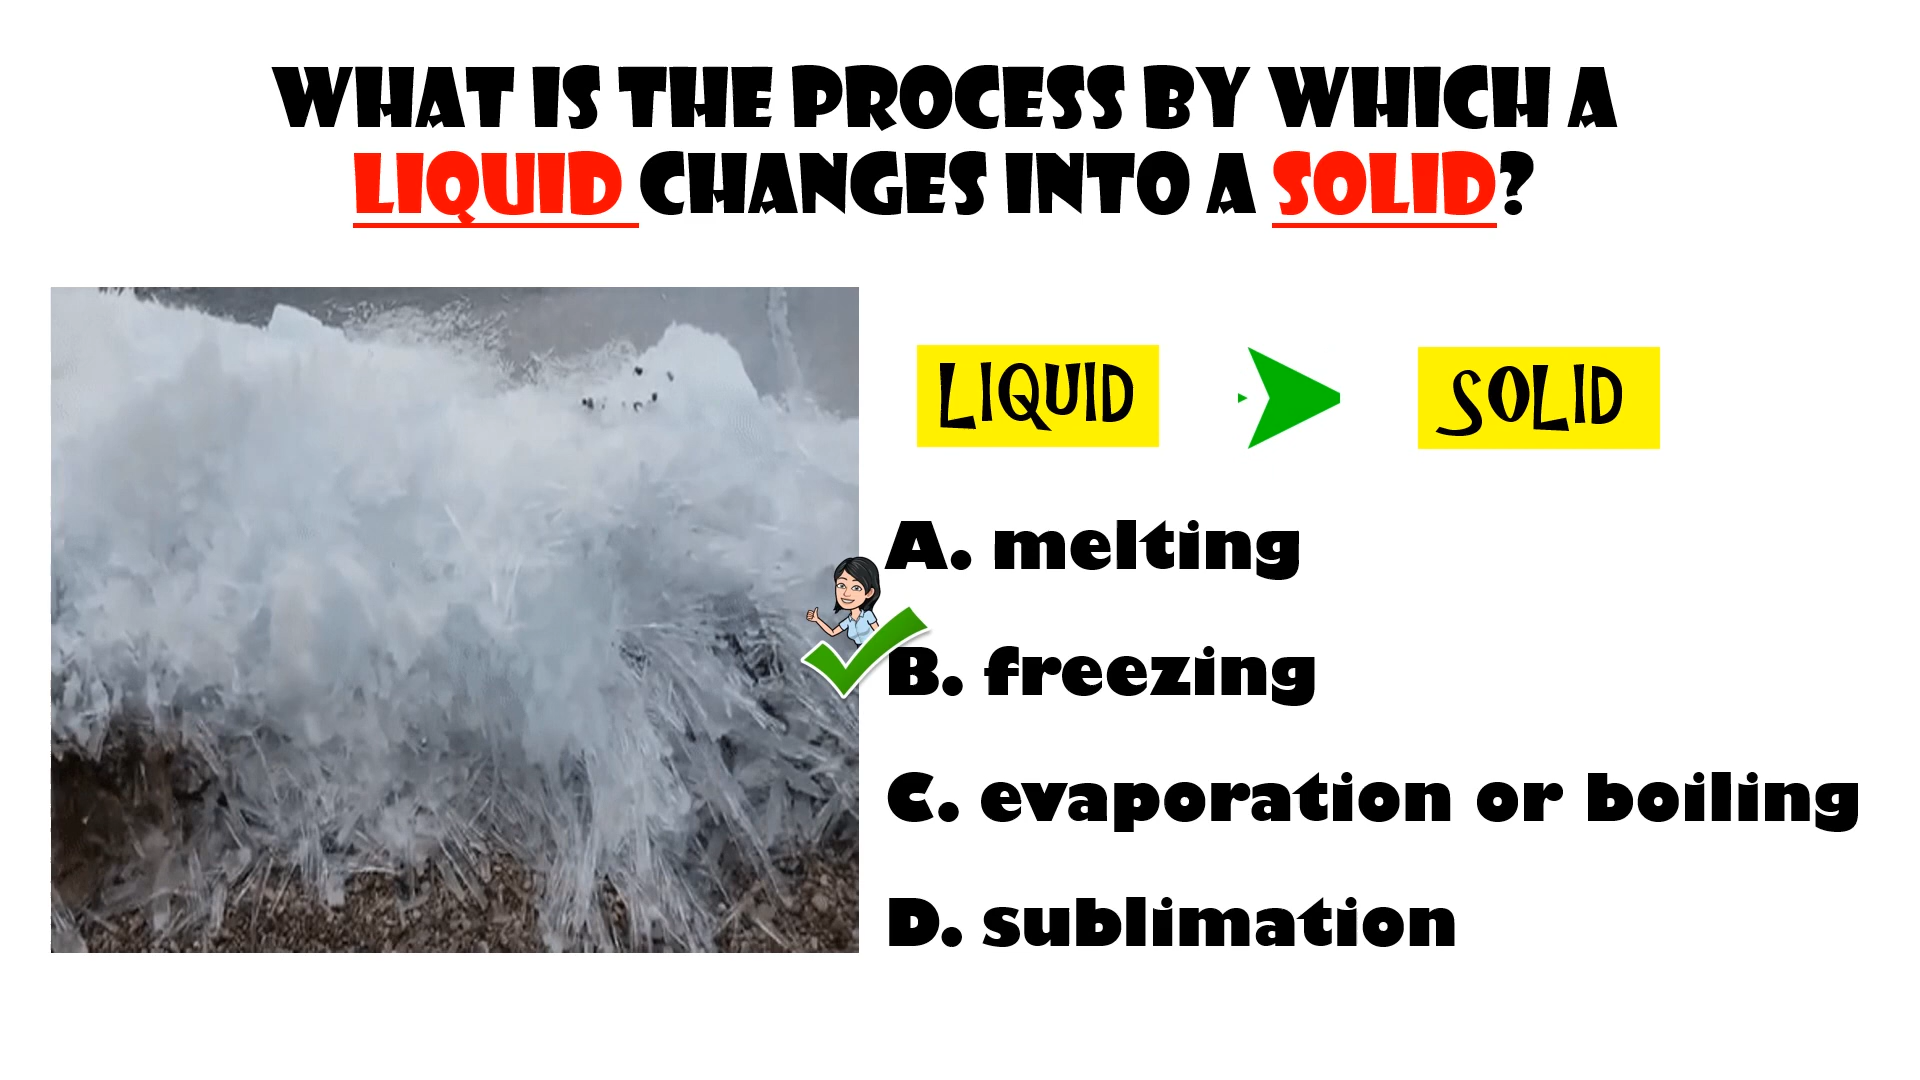 WHAT IS THE PROCESS BY WHICH A
LIQUID CHANGES INTO A SOLID?
LIQUID
SOLID
A. melting
B. freezing
C. evaporation or boiling
D. sublimation